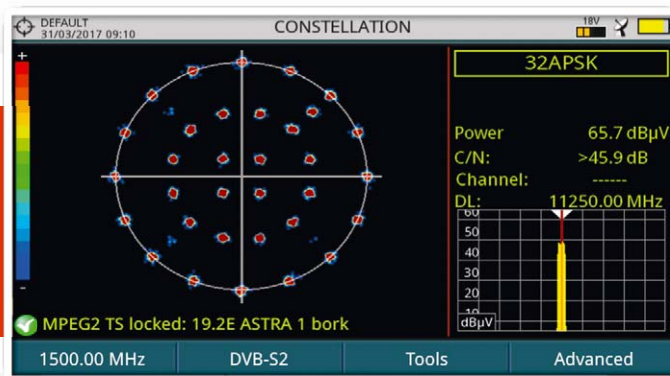 DEFAULT
31/03/2017 09:10
CONSTELLATION
18V
+
-
32APSK
Power 65.7 dBµV
C/N: >45.9 dB
Channel: ------
DL: 11250.00 MHz
60
50
40
30
20
10
dBµV
MPEG2 TS locked: 19.2E ASTRA 1 bork
1500.00 MHz DVB-S2 Tools Advanced